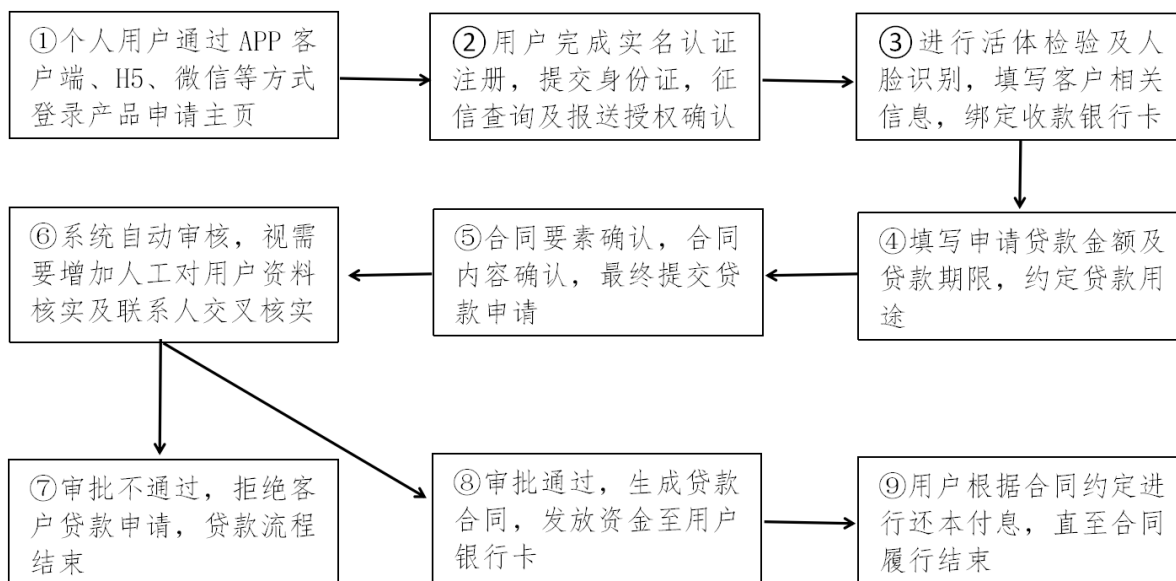 ①个人用户通过 APP 客
户端、H5、微信等方式
登录产品申请主页
②用户完成实名认证
注册，提交身份证，征
信查询及报送授权确认
③进行活体检验及人
脸识别，填写客户相关
信息，绑定收款银行卡
④填写申请贷款金额及
贷款期限，约定贷款用
途
⑤合同要素确认，合同
内容确认，最终提交贷
款申请
⑥系统自动审核，视需
要增加人工对用户资料
核实及联系人交叉核实
⑦审批不通过，拒绝客
户贷款申请，贷款流程
结束
⑧审批通过，生成贷款
合同，发放资金至用户
银行卡
⑨用户根据合同约定进
行还本付息，直至合同
履行结束